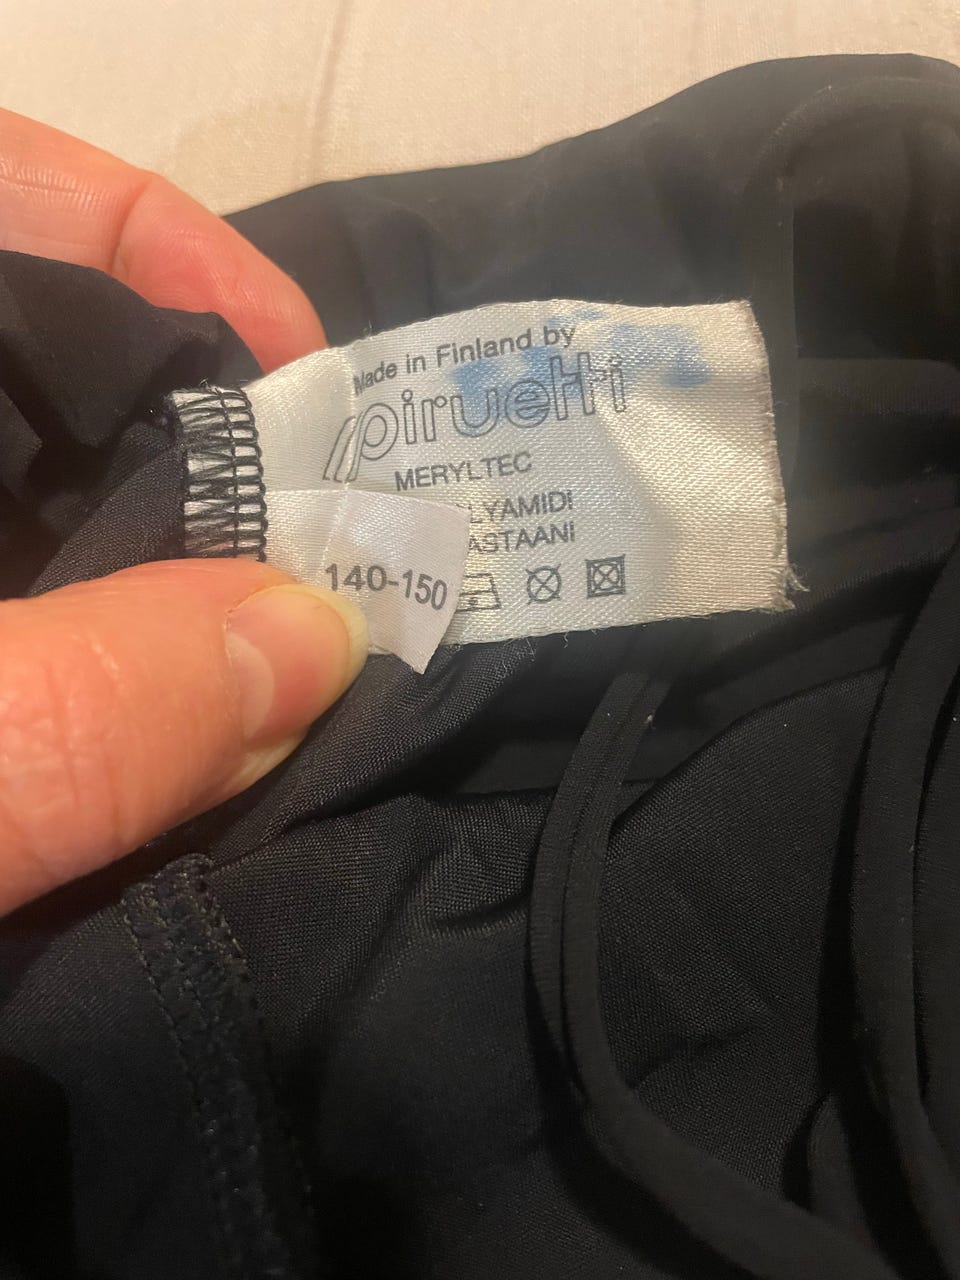 Made in Finland by
piruetti
MERYLTEC
LYAMIDI
ASTAANI
140-150